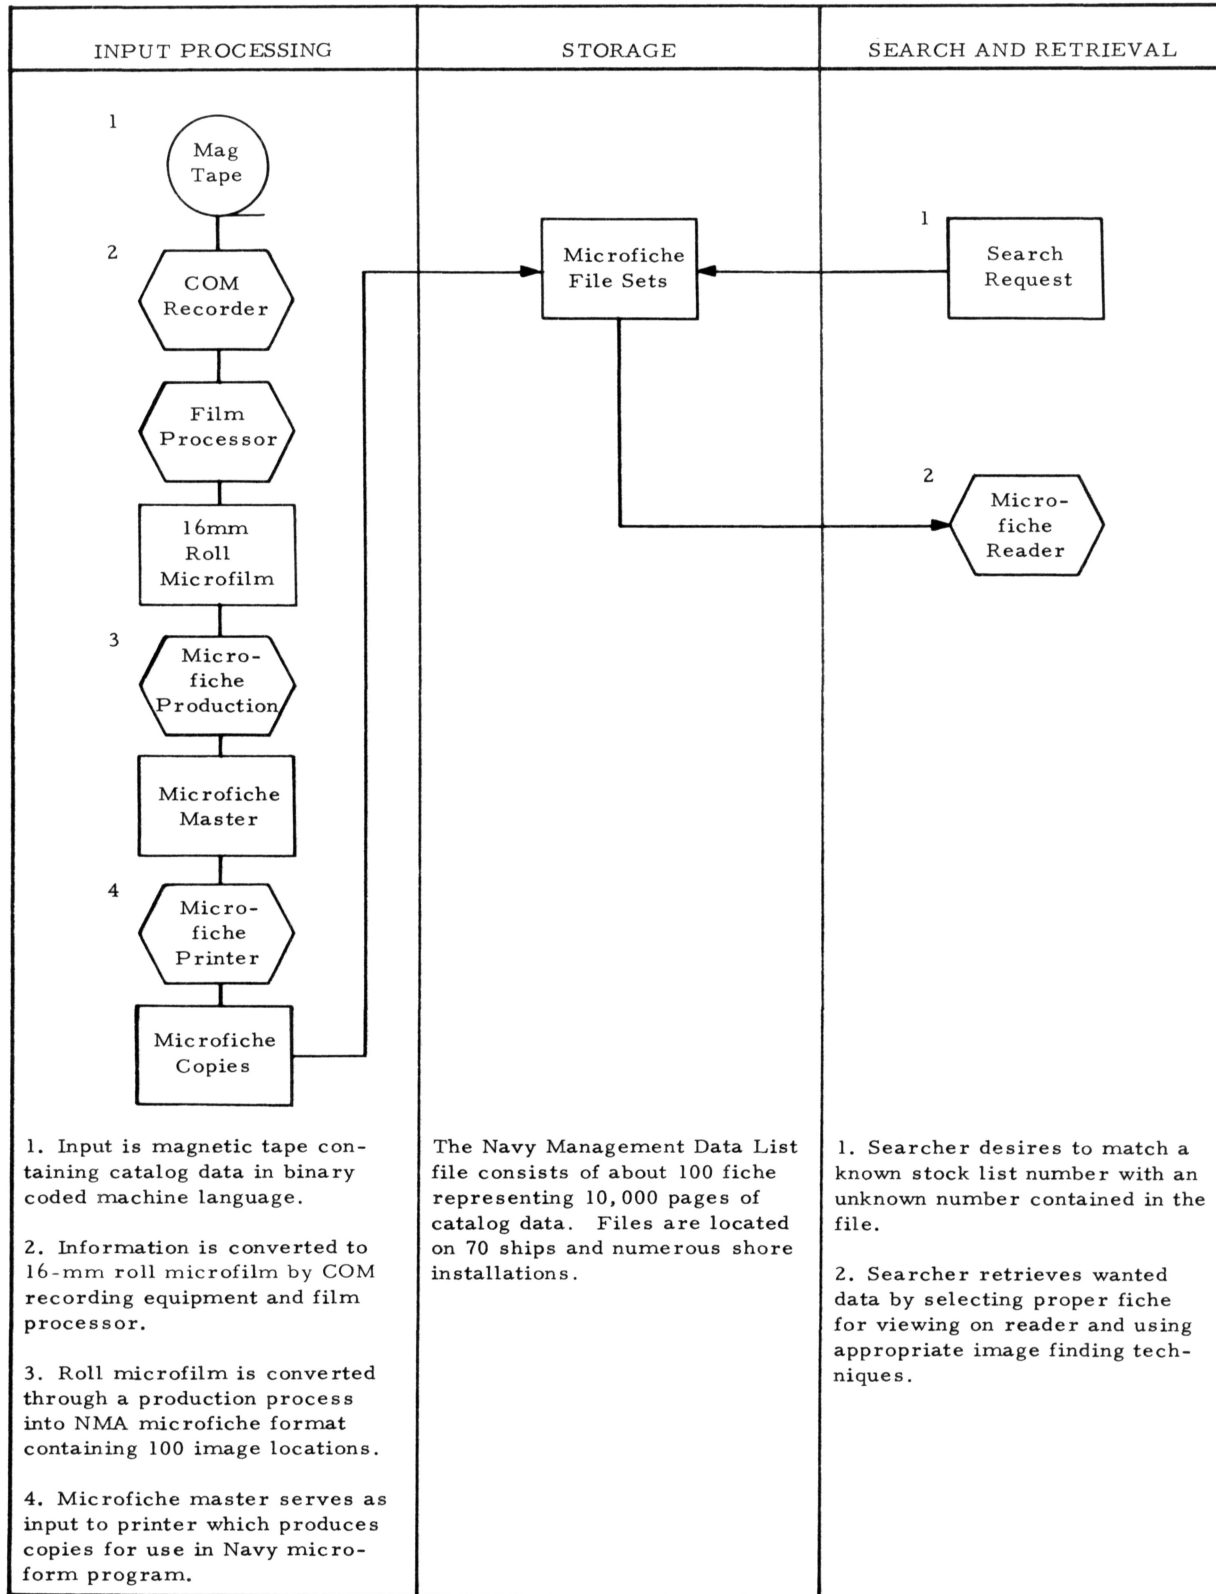 INPUT PROCESSING
STORAGE
SEARCH AND RETRIEVAL
1
Mag
Tape
2
COM
Recorder
Film
Processor
16mm
Roll
Microfilm
3
Micro-
fiche
Production
Microfiche
Master
4
Micro-
fiche
Printer
Microfiche
Copies
1. Input is magnetic tape con-
taining catalog data in binary
coded machine language.
2. Information is converted to
16-mm roll microfilm by COM
recording equipment and film
processor.
3. Roll microfilm is converted
through a production process
into NMA microfiche format
containing 100 image locations.
4. Microfiche master serves as
input to printer which produces
copies for use in Navy micro-
form program.
Microfiche
File Sets
The Navy Management Data List
file consists of about 100 fiche
representing 10,000 pages of
catalog data. Files are located
on 70 ships and numerous shore
installations.
1
Search
Request
2
Micro-
fiche
Reader
1. Searcher desires to match a
known stock list number with an
unknown number contained in the
file.
2. Searcher retrieves wanted
data by selecting proper fiche
for viewing on reader and using
appropriate image finding tech-
niques.